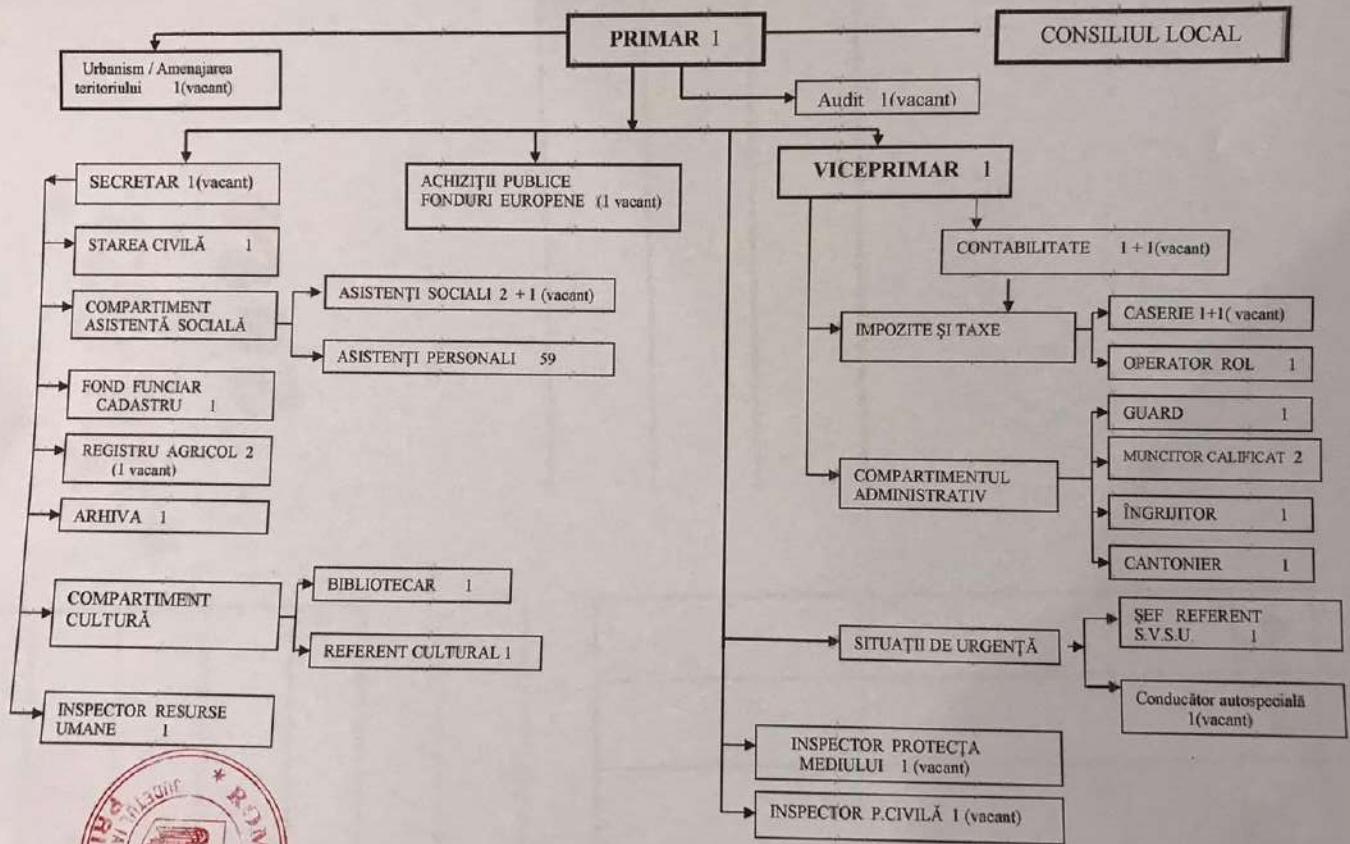 PRIMAR 1
CONSILIUL LOCAL
Urbanism / Amenajarea
teritoriului 1(vacant)
Audit 1(vacant)
SECRETAR 1(vacant)
ACHIZIȚII PUBLICE
FONDURI EUROPENE (1 vacant)
VICEPRIMAR 1
STAREA CIVILĂ 1
CONTABILITATE 1 + 1(vacant)
COMPARTIMENT
ASISTENTĂ SOCIALĂ
ASISTENȚI SOCIALI 2 + 1 (vacant)
ASISTENȚI PERSONALI 59
IMPOZITE ȘI TAXE
CASERIE 1+1( vacant)
OPERATOR ROL 1
FOND FUNCIAR
CADASTRU 1
GUARD 1
REGISTRU AGRICOL 2
(1 vacant)
MUNCITOR CALIFICAT 2
COMPARTIMENTUL
ADMINISTRATIV
ÎNGRIJITOR 1
ARHIVA 1
CANTONIER 1
COMPARTIMENT
CULTURĂ
BIBLIOTECAR 1
REFERENT CULTURAL 1
SITUAȚII DE URGENȚĂ
ȘEF REFERENT
S.V.S.U. 1
Conducător autospecială
1(vacant)
INSPECTOR RESURSE
UMANE 1
INSPECTOR PROTECȚA
MEDIULUI 1 (vacant)
INSPECTOR P.CIVILĂ 1 (vacant)
JUDEȚUL